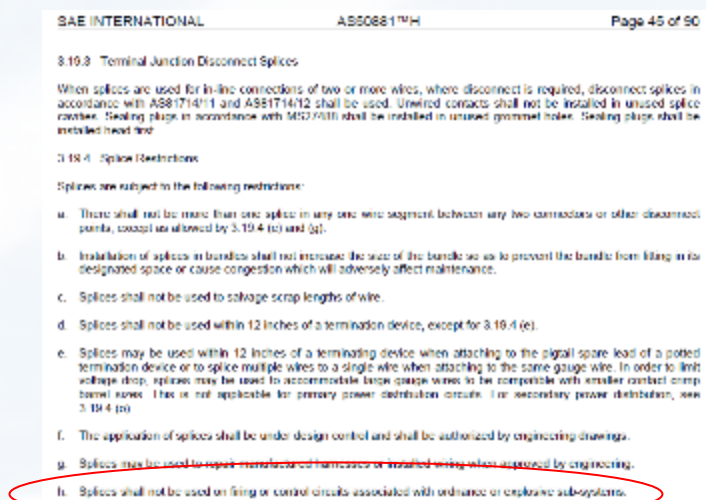 SAE INTERNATIONAL AS50881™H Page 45 of 90
3.19.3 Terminal Junction Disconnect Splices
When splices are used for in-line connections of two or more wires, where disconnect is required, disconnect splices in
accordance with AS81714/11 and AS81714/12 shall be used. Unwired contacts shall not be installed in unused splice
cavities. Sealing plugs in accordance with MS27488 shall be installed in unused grommet holes. Sealing plugs shall be
installed head first
3.19.4 Splice Restrictions
Splices are subject to the following restrictions:
a. There shall not be more than one splice in any one wire segment between any two connectors or other disconnect
points, except as allowed by 3.19.4 (e) and (g).
b. Installation of splices in bundles shall not increase the size of the bundle so as to prevent the bundle from fitting in its
designated space or cause congestion which will adversely affect maintenance.
c. Splices shall not be used to salvage scrap lengths of wire.
d. Splices shall not be used within 12 inches of a termination device, except for 3.19.4 (e).
e. Splices may be used within 12 inches of a terminating device when attaching to the pigtail spare lead of a potted
termination device or to splice multiple wires to a single wire when attaching to the same gauge wire. In order to limit
voltage drop, splices may be used to accommodate large gauge wires to be compatible with smaller contact crimp
barrel sizes. This is not applicable for primary power distribution circuits. For secondary power distribution, see
3.19.4
f. The application of splices shall be under design control and shall be authorized by engineering drawings.
g. Splices may be used to repair manufactured harnesses or installed wiring when approved by engineering.
h. Splices shall not be used on firing or control circuits associated with ordnance or explosive sub-systems.